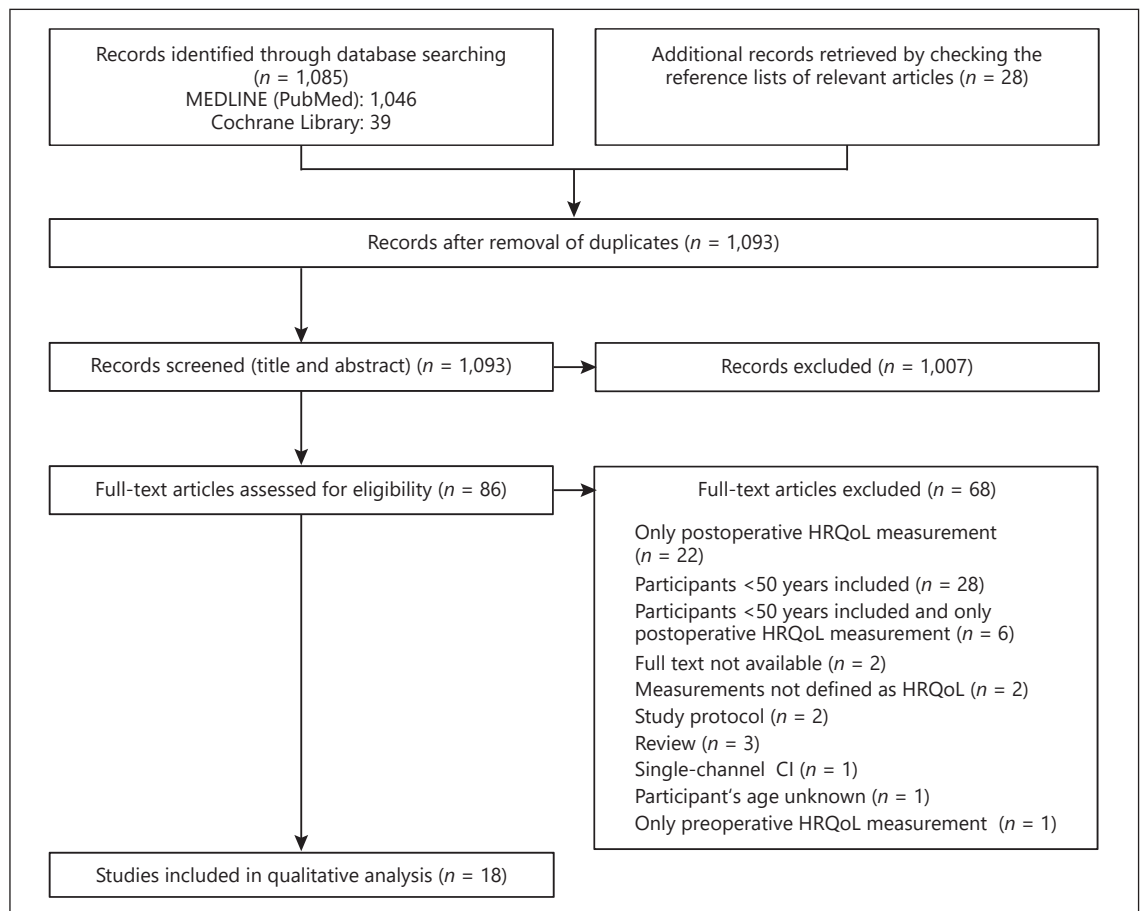 Records identified through database searching
(n = 1,085)
MEDLINE (PubMed): 1,046
Cochrane Library: 39
Additional records retrieved by checking the
reference lists of relevant articles (n = 28)
Records after removal of duplicates (n = 1,093)
Records screened (title and abstract) (n = 1,093)
Records excluded (n = 1,007)
Full-text articles assessed for eligibility (n = 86)
Full-text articles excluded (n = 68)
Only postoperative HRQoL measurement
(n = 22)
Participants <50 years included (n = 28)
Participants <50 years included and only
postoperative HRQoL measurement (n = 6)
Full text not available (n = 2)
Measurements not defined as HRQoL (n = 2)
Study protocol (n = 2)
Review (n = 3)
Single-channel CI (n = 1)
Participant‘s age unknown (n = 1)
Only preoperative HRQoL measurement (n = 1)
Studies included in qualitative analysis (n = 18)